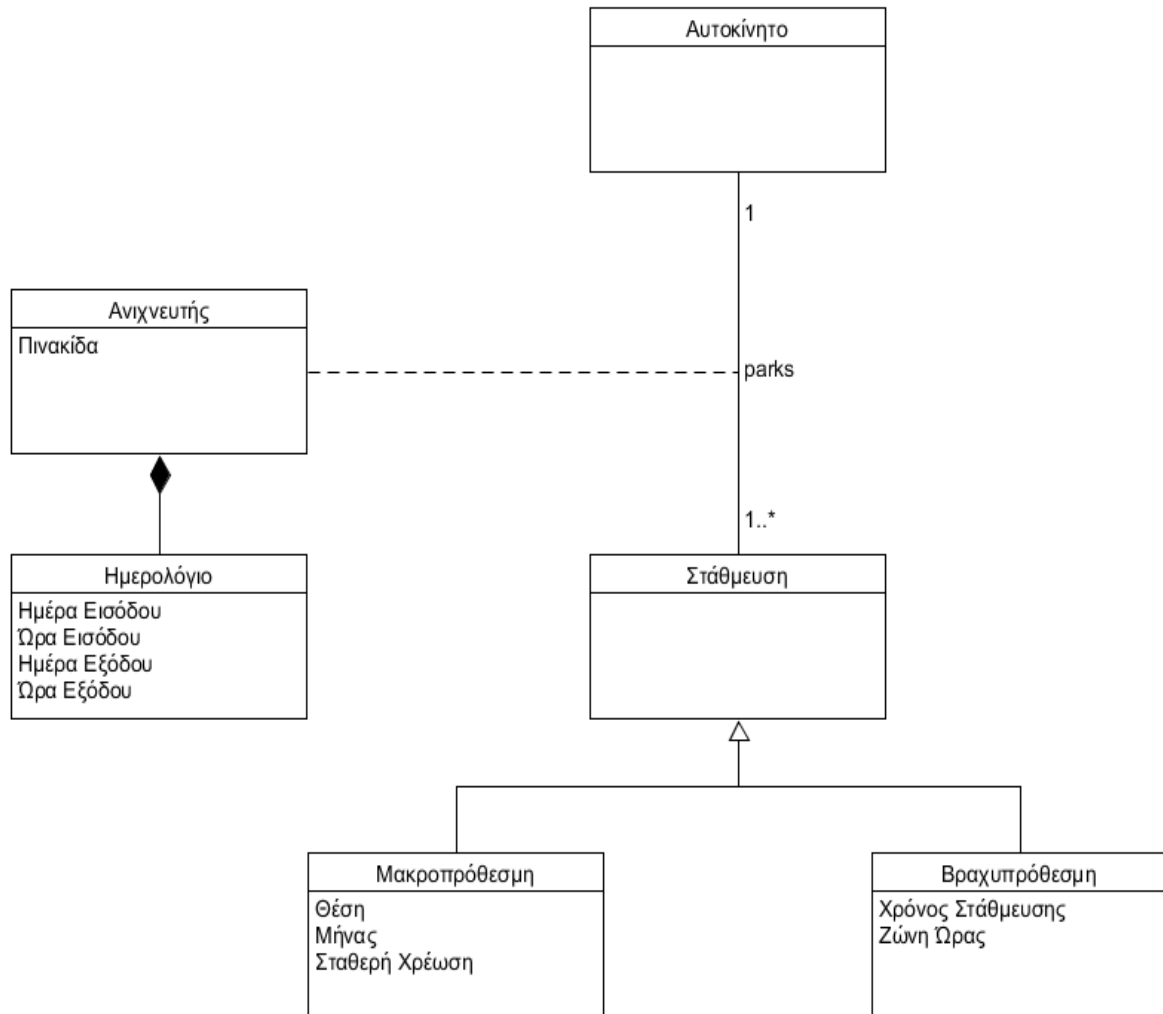 Αυτοκίνητο
1
Ανιχνευτής
Πινακίδα
parks
1..*
Ημερολόγιο
Ημέρα Εισόδου
Ώρα Εισόδου
Ημέρα Εξόδου
Ώρα Εξόδου
Στάθμευση
Μακροπρόθεσμη
Θέση
Μήνας
Σταθερή Χρέωση
Βραχυπρόθεσμη
Χρόνος Στάθμευσης
Ζώνη Ώρας